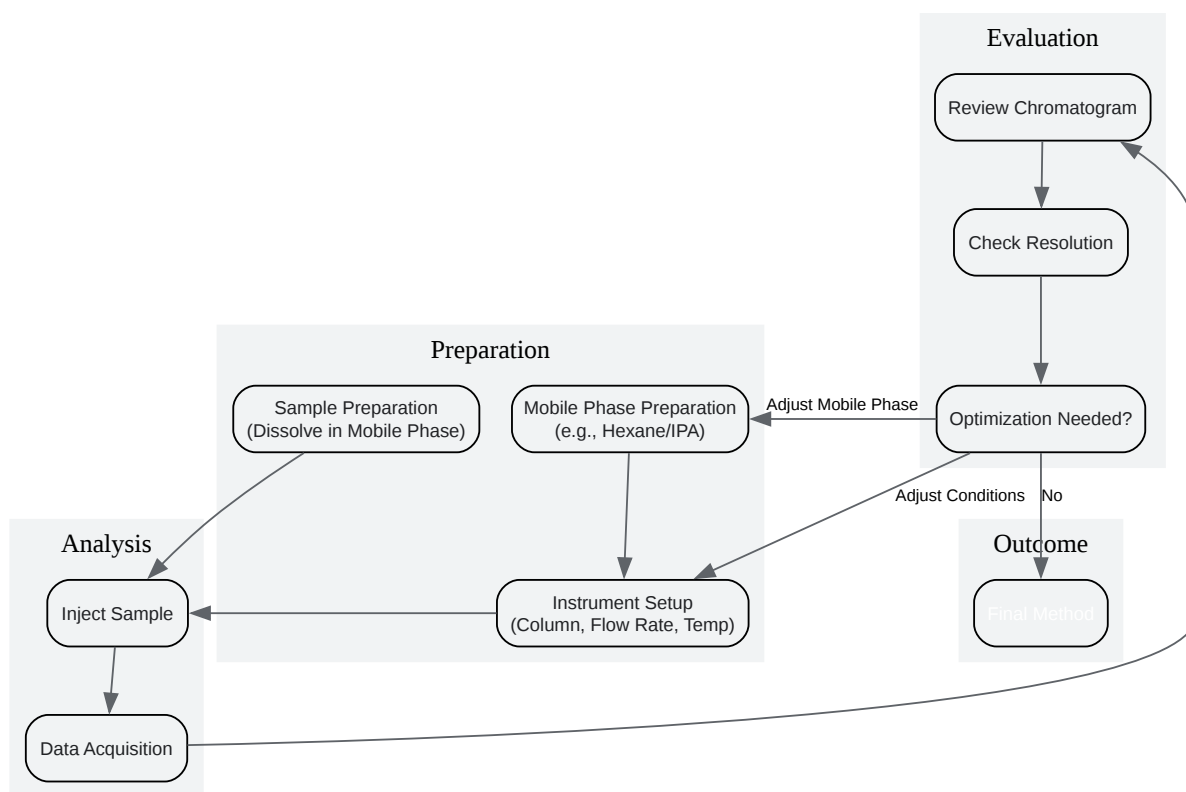 Evaluation
Review Chromatogram
Check Resolution
Optimization Needed?
Adjust Mobile Phase
Adjust Conditions
No
Preparation
Sample Preparation
(Dissolve in Mobile Phase)
Mobile Phase Preparation
(e.g., Hexane/IPA)
Instrument Setup
(Column, Flow Rate, Temp)
Analysis
Inject Sample
Data Acquisition
Outcome
Final Method